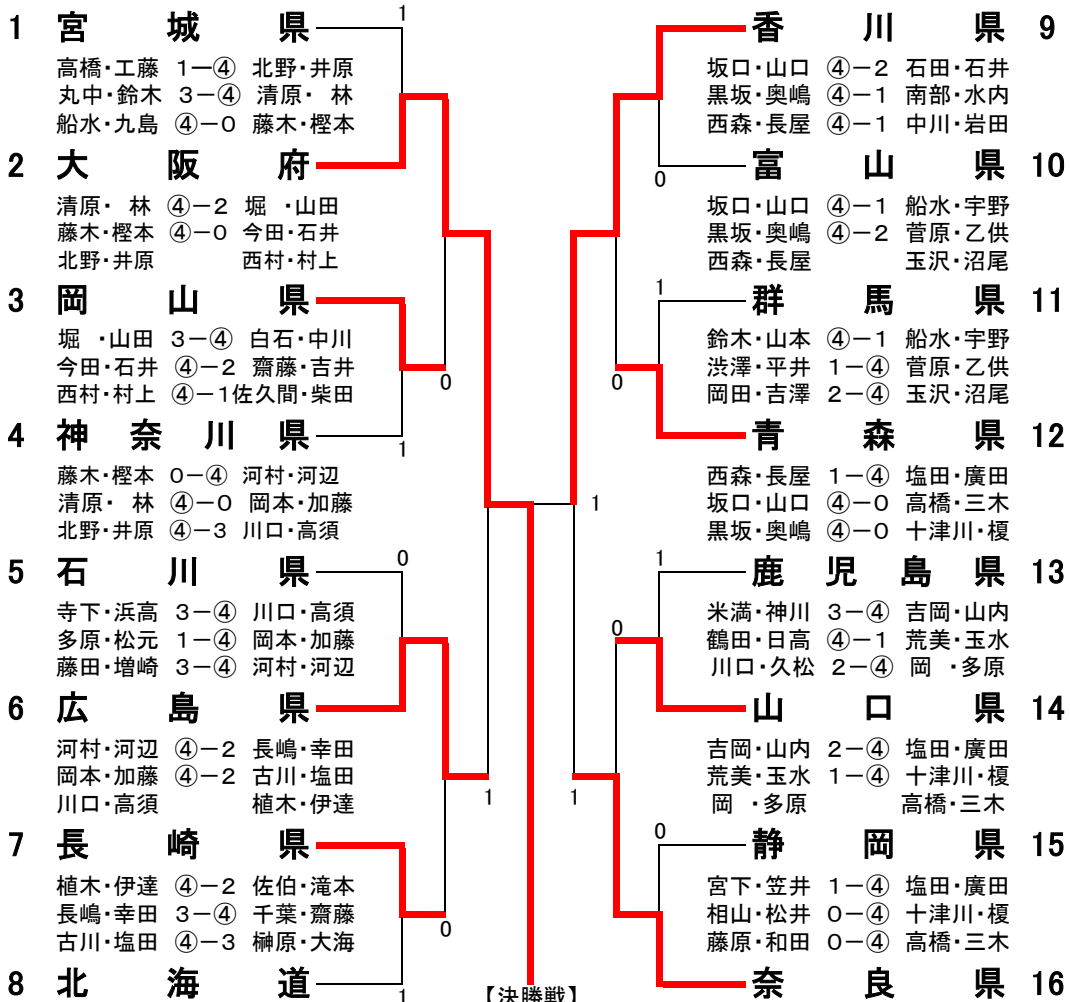 1 宮城県
高橋・工藤 1―④ 北野・井原
丸中・鈴木 3－④ 清原・ 林
船水・九島 ④－0 藤木・樫本
2 大阪府
清原・ 林 ④－2 堀 ・山田
藤木・樫本 ④－0 今田・石井
北野・井原 西村・村上
3 岡山県
堀 ・山田 3－④ 白石・中川
今田・石井 ④－2 齋藤・吉井
西村・村上 ④－1佐久間・柴田
4 神奈川県
藤木・樫本 0－④ 河村・河辺
清原・ 林 ④－0 岡本・加藤
北野・井原 ④－3 川口・高須
5 石川県
寺下・浜高 3－④ 川口・高須
多原・松元 1－④ 岡本・加藤
藤田・増崎 3－④ 河村・河辺
6 広島県
河村・河辺 ④－2 長嶋・幸田
岡本・加藤 ④－2 古川・塩田
川口・高須 植木・伊達
7 長崎県
植木・伊達 ④－2 佐伯・滝本
長嶋・幸田 3－④ 千葉・齋藤
古川・塩田 ④－3 榊原・大海
8 北海道
1
0
1
0
0
1
1
【決勝戦】
1
1
0
0
1
1
0
0
香川県 9
坂口・山口 ④－2 石田・石井
黒坂・奥嶋 ④－1 南部・水内
西森・長屋 ④－1 中川・岩田
富山県 10
坂口・山口 ④－1 船水・宇野
黒坂・奥嶋 ④－2 菅原・乙供
西森・長屋 玉沢・沼尾
群馬県 11
鈴木・山本 ④－1 船水・宇野
渋澤・平井 1－④ 菅原・乙供
岡田・吉澤 2－④ 玉沢・沼尾
青森県 12
西森・長屋 1－④ 塩田・廣田
坂口・山口 ④－0 高橋・三木
黒坂・奥嶋 ④－0 十津川・榎
鹿児島県 13
米満・神川 3－④ 吉岡・山内
鶴田・日高 ④－1 荒美・玉水
川口・久松 2－④ 岡 ・多原
山口県 14
吉岡・山内 2－④ 塩田・廣田
荒美・玉水 1－④ 十津川・榎
岡 ・多原 高橋・三木
静岡県 15
宮下・笠井 1－④ 塩田・廣田
相山・松井 0－④ 十津川・榎
藤原・和田 0－④ 高橋・三木
奈良県 16